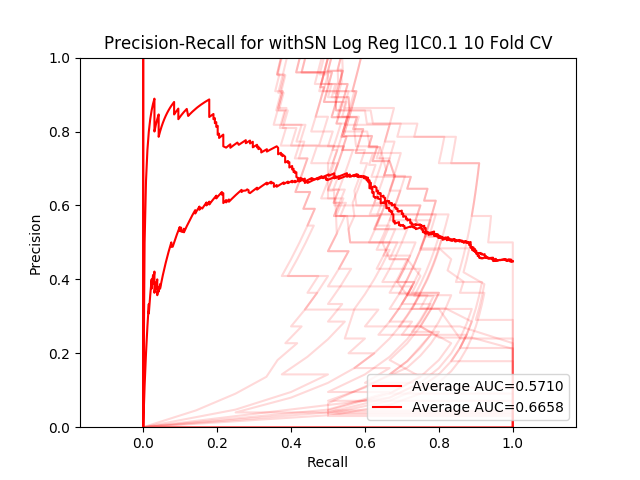 Precision-Recall for withSN Log Reg l1C0.1 10 Fold CV
1.0
0.8
0.6
0.4
0.2
0.0
Precision
0.0 0.2 0.4 0.6 0.8 1.0
Recall
Average AUC=0.5710
Average AUC=0.6658